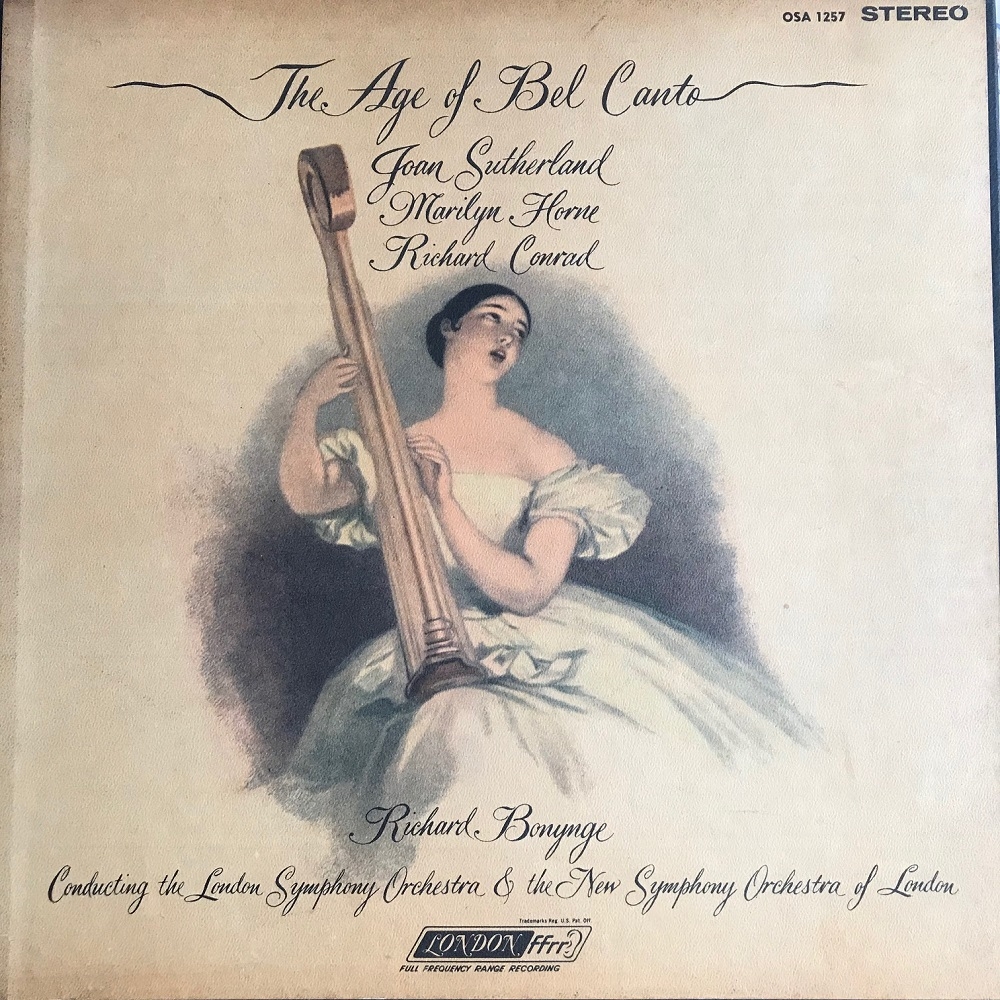 OSA 1257 STEREO
The Age of Bel Canto
Joan Sutherland
Marilyn Horne
Richard Conrad
Richard Bonynge
Conducting the London Symphony Orchestra & the New Symphony Orchestra of London
Trademarks Reg. U.S. Pat. Off.
LONDON ffrr
FULL FREQUENCY RANGE RECORDING